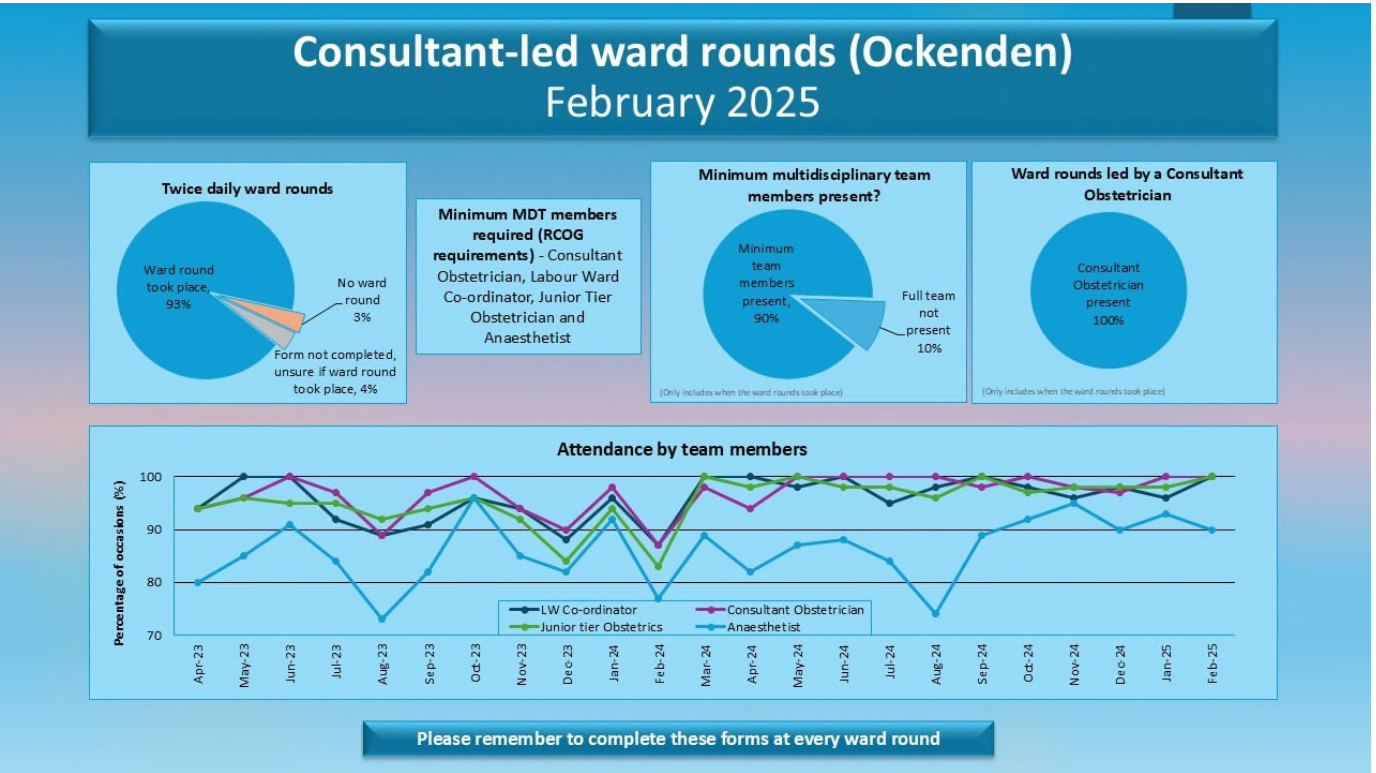 Consultant-led ward rounds (Ockenden)
February 2025
Twice daily ward rounds
Ward round
took place,
93%
No ward
round
3%
Form not completed,
unsure if ward round
took place, 4%
Minimum MDT members
required (RCOG
requirements) - Consultant
Obstetrician, Labour Ward
Co-ordinator, Junior Tier
Obstetrician and
Anaesthetist
Minimum multidisciplinary team
members present?
Minimum
team
members
present,
90%
Full team
not
present
10%
(Only includes when the ward rounds took place)
Ward rounds led by a Consultant
Obstetrician
Consultant
Obstetrician
present
100%
(Only includes when the ward rounds took place)
Attendance by team members
Percentage of occasions (%)
100
90
80
70
LW Co-ordinator
Consultant Obstetrician
Junior tier Obstetrics
Anaesthetist
Apr-23
May-23
Jun-23
Jul-23
Aug-23
Sep-23
Oct-23
Nov-23
Dec-23
Jan-24
Feb-24
Mar-24
Apr-24
May-24
Jun-24
Jul-24
Aug-24
Sep-24
Oct-24
Nov-24
Dec-24
Jan-25
Feb-25
Please remember to complete these forms at every ward round